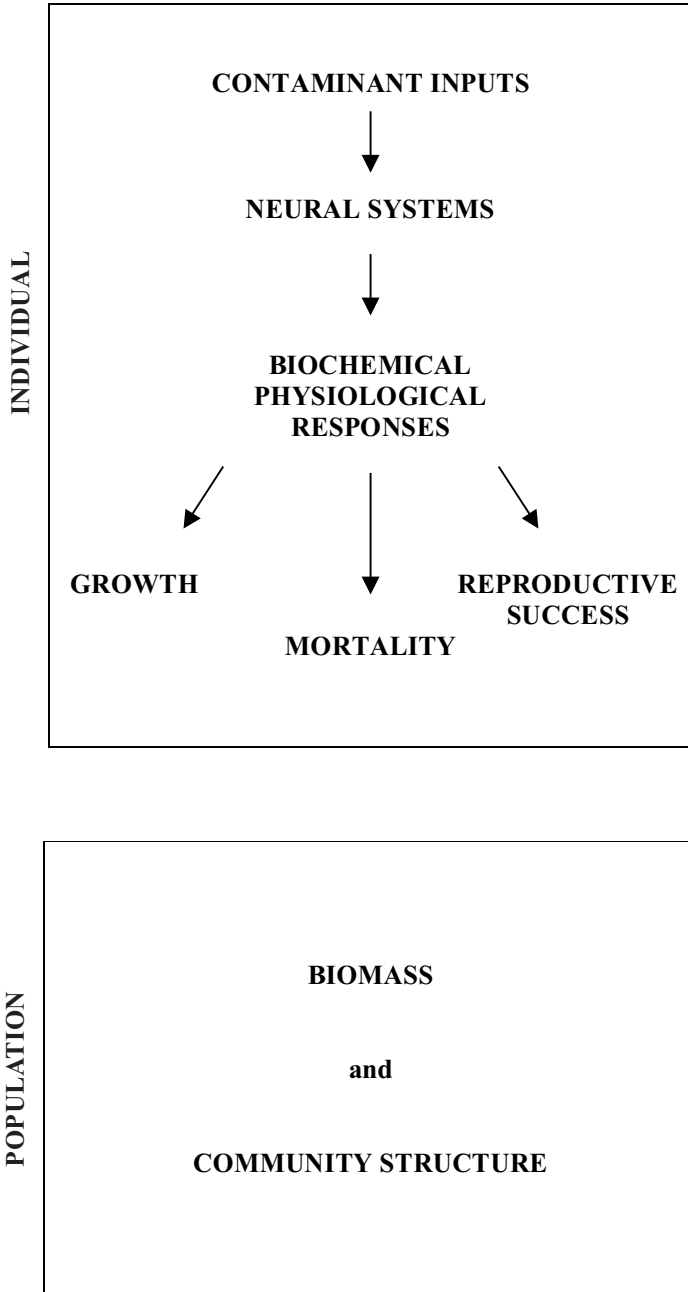 INDIVIDUAL
CONTAMINANT INPUTS
NEURAL SYSTEMS
BIOCHEMICAL
PHYSIOLOGICAL
RESPONSES
GROWTH
MORTALITY
REPRODUCTIVE
SUCCESS
POPULATION
BIOMASS
and
COMMUNITY STRUCTURE